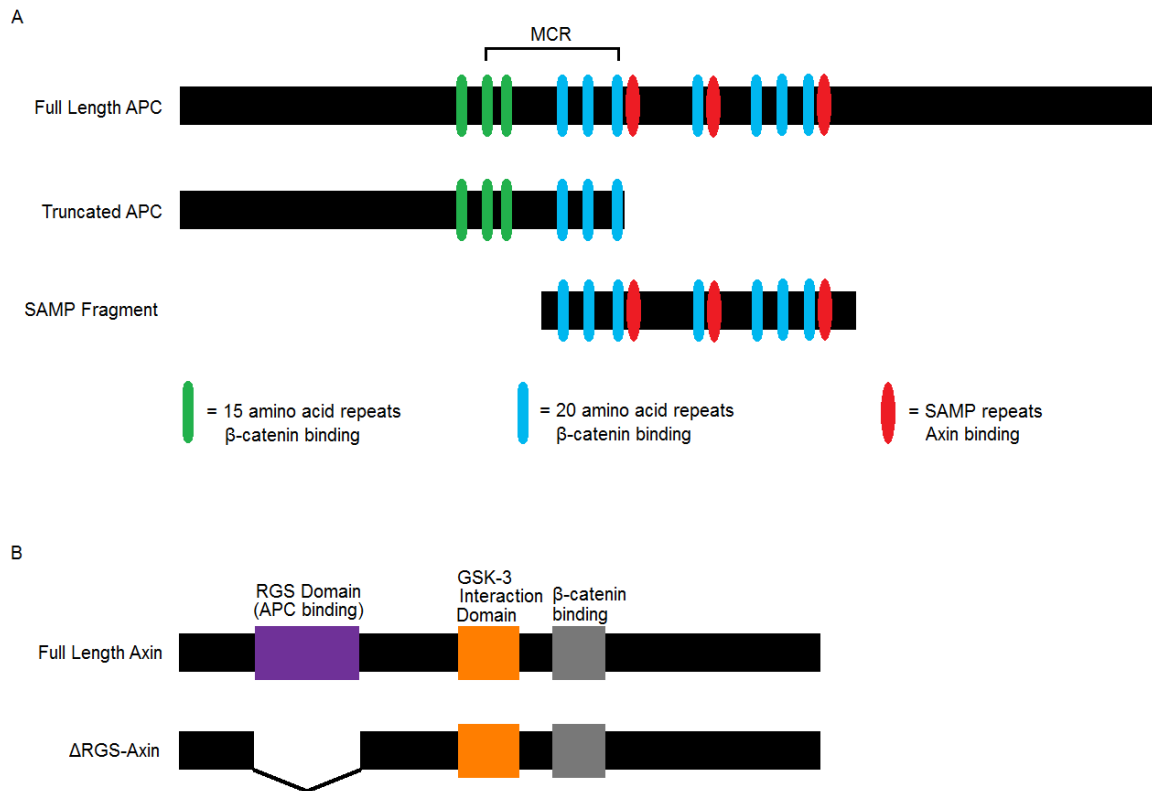 A
MCR
Full Length APC
Truncated APC
SAMP Fragment
= 15 amino acid repeats
β-catenin binding
= 20 amino acid repeats
β-catenin binding
= SAMP repeats
Axin binding
B
RGS Domain
(APC binding)
GSK-3
Interaction
Domain
β-catenin
binding
Full Length Axin
ΔRGS-Axin